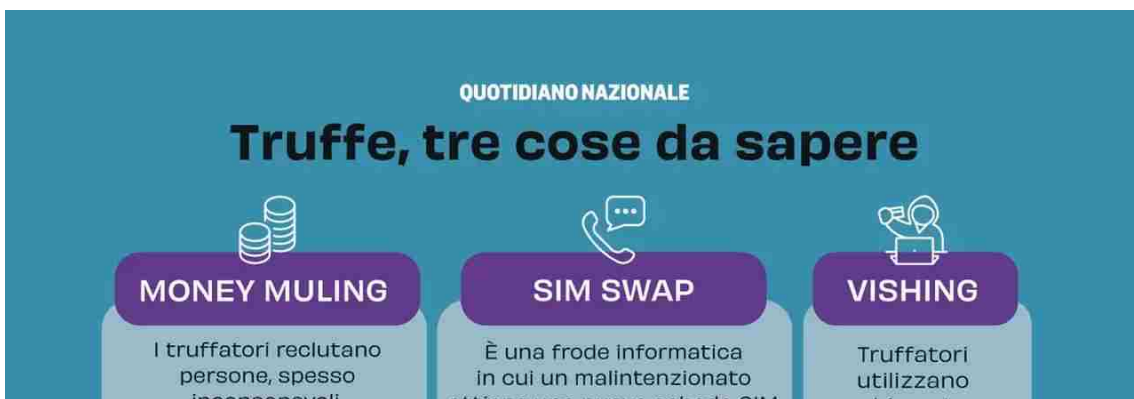 QUOTIDIANO NAZIONALE
Truffe, tre cose da sapere
MONEY MULING
I truffatori reclutano
persone, spesso
SIM SWAP
È una frode informatica
in cui un malintenzionato
VISHING
Truffatori
utilizzano